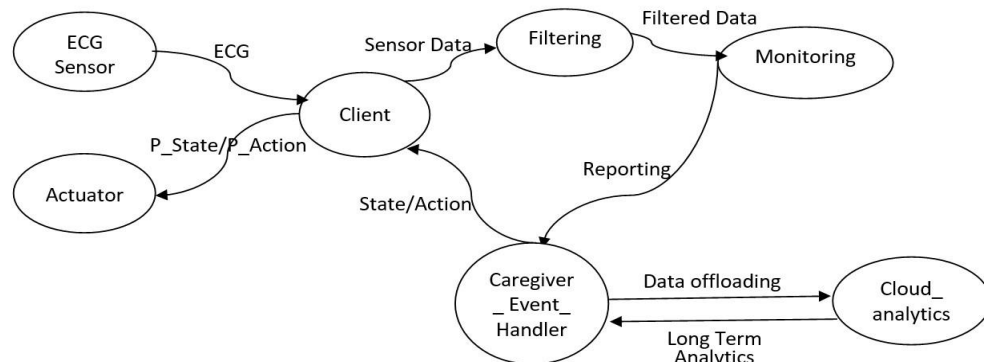 ECG
Sensor
ECG
Sensor Data
Filtering
Filtered Data
Monitoring
Client
P_State/P_Action
Actuator
State/Action
Reporting
Caregiver
_ Event_
Handler
Data offloading
Cloud_
analytics
Long Term
Analytics